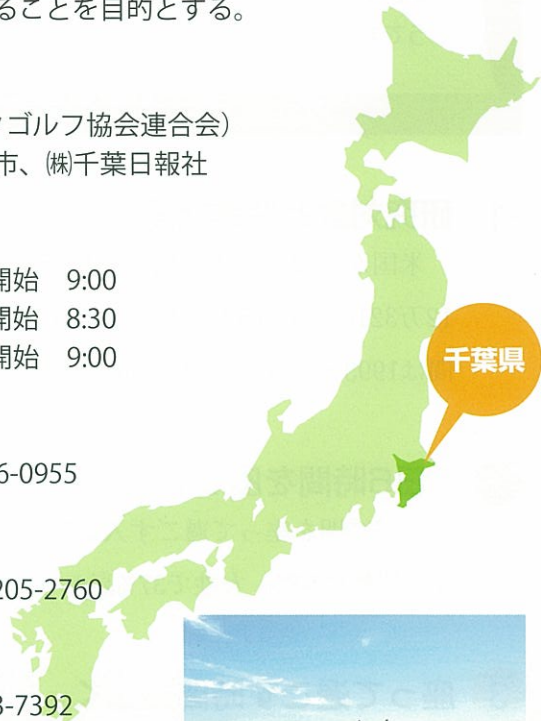 ることを目的とする。
ゴルフ協会連合会）
市、㈱千葉日報社
開始　9:00
開始　8:30
開始　9:00
千葉県
6-0955
205-2760
3-7392